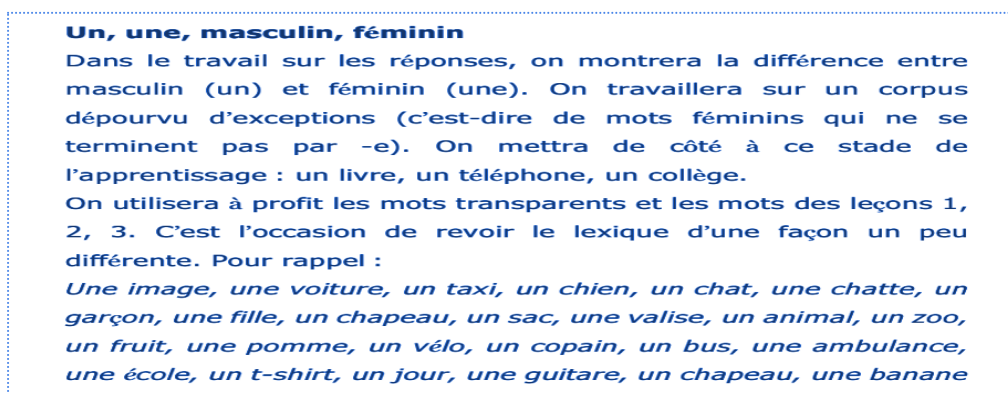 Un, une, masculin, féminin
Dans le travail sur les réponses, on montrera la différence entre
masculin (un) et féminin (une). On travaillera sur un corpus
dépourvu d’exceptions (c’est-dire de mots féminins qui ne se
terminent pas par -e). On mettra de côté à ce stade de
l’apprentissage : un livre, un téléphone, un collège.
On utilisera à profit les mots transparents et les mots des leçons 1,
2, 3. C’est l’occasion de revoir le lexique d’une façon un peu
différente. Pour rappel :
Une image, une voiture, un taxi, un chien, un chat, une chatte, un
garçon, une fille, un chapeau, un sac, une valise, un animal, un zoo,
un fruit, une pomme, un vélo, un copain, un bus, une ambulance,
une école, un t-shirt, un jour, une guitare, un chapeau, une banane